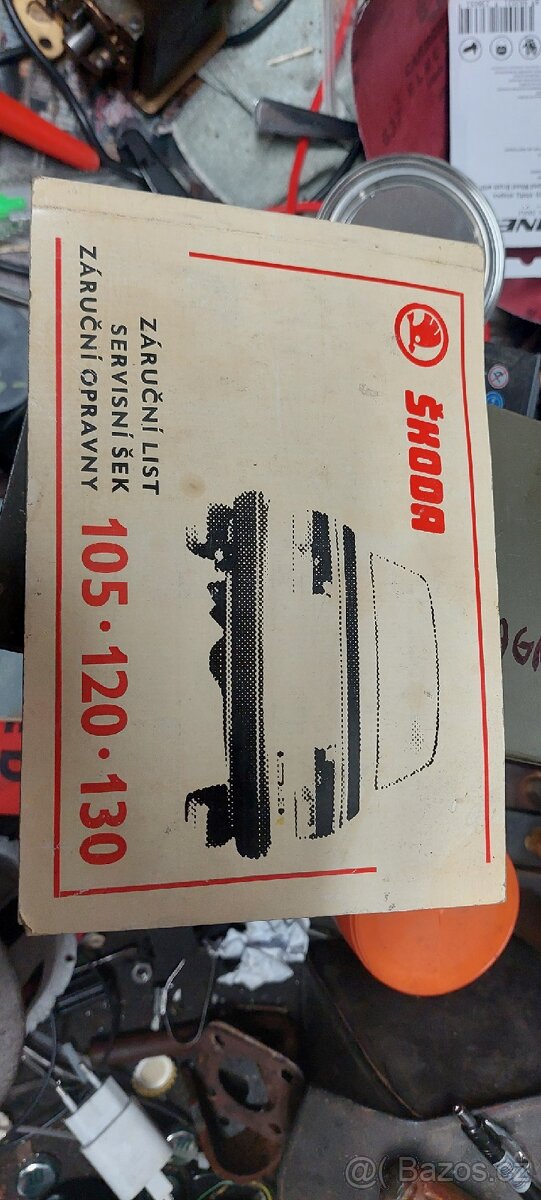 ŠKODA
ZÁRUČNÍ LIST
SERVISNÍ ŠEK
ZÁRUČNÍ OPRAVNY
105·120·130
@ Bazos.cz